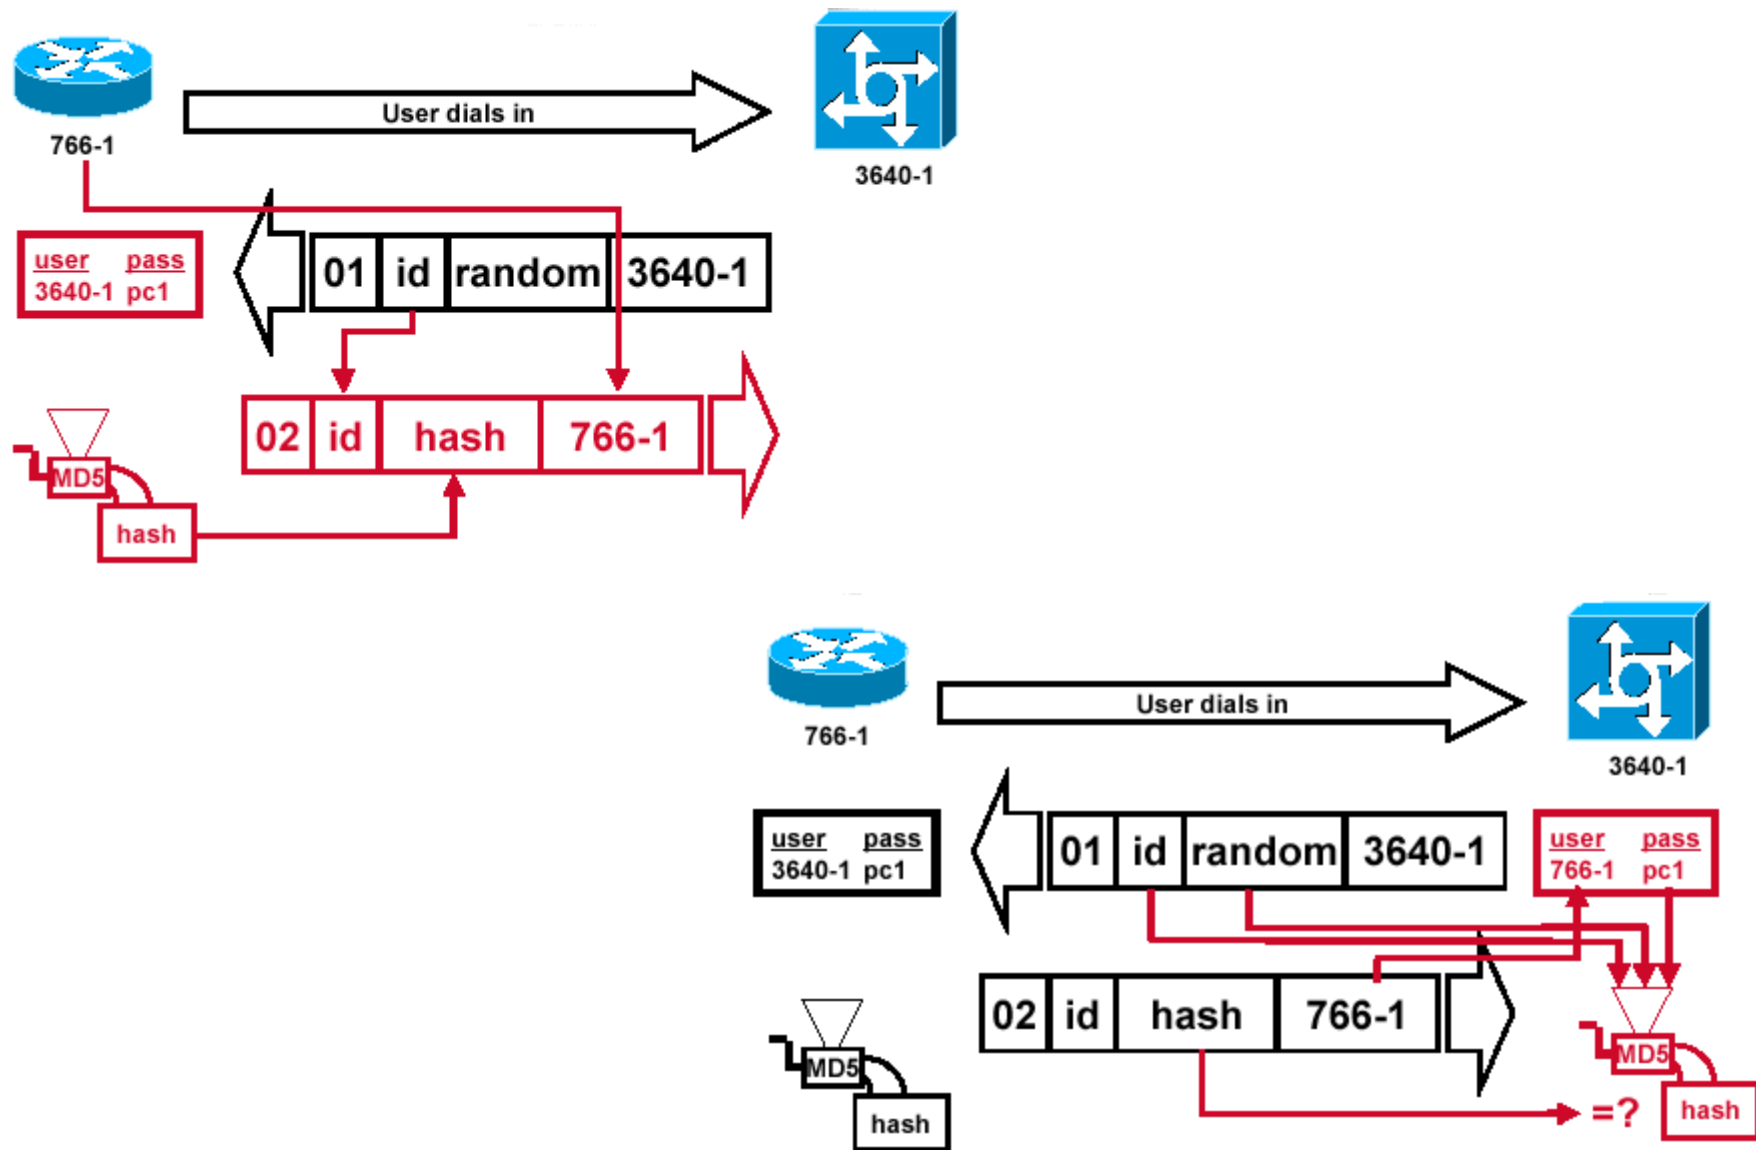 User dials in
766-1
3640-1
user pass
3640-1 pc1
01 id random 3640-1
02 id hash 766-1
MD5
hash
User dials in
766-1
3640-1
user pass
3640-1 pc1
01 id random 3640-1
user pass
766-1 pc1
02 id hash 766-1
MD5
hash
MD5
=?
hash